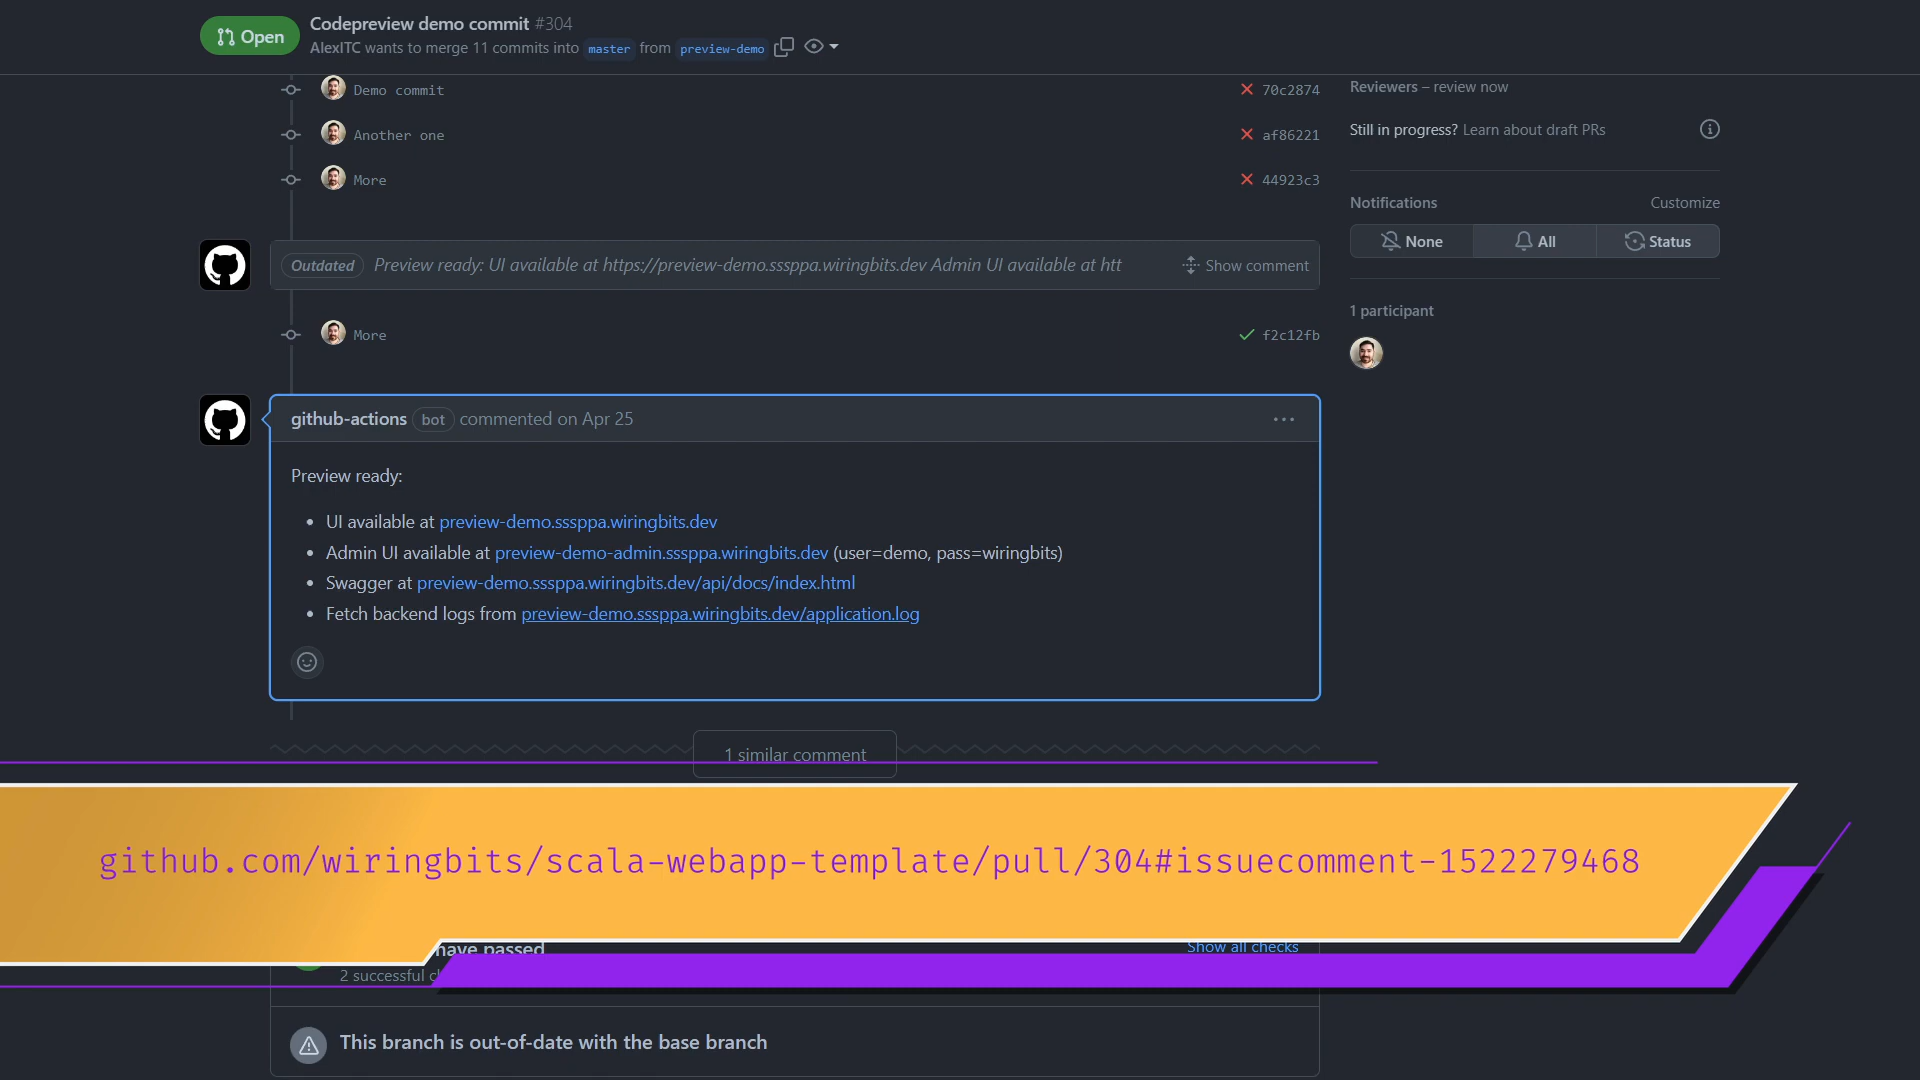 Open
Codepreview demo commit #304
AlexITC wants to merge 11 commits into master from preview-demo
Demo commit
70c2874
Another one
af86221
More
44923c3
Reviewers – review now
Still in progress? Learn about draft PRs
Notifications
Customize
None
All
Status
1 participant
Outdated Preview ready: UI available at https://preview-demo.sssppa.wiringbits.dev Admin UI available at htt
Show comment
More
f2c12fb
github-actions bot commented on Apr 25
Preview ready:
UI available at preview-demo.sssppa.wiringbits.dev
Admin UI available at preview-demo-admin.sssppa.wiringbits.dev (user=demo, pass=wiringbits)
Swagger at preview-demo.sssppa.wiringbits.dev/api/docs/index.html
Fetch backend logs from preview-demo.sssppa.wiringbits.dev/application.log
1 similar comment
github.com/wiringbits/scala-webapp-template/pull/304#issuecomment-1522279468
have passed
Show all checks
2 successful
This branch is out-of-date with the base branch